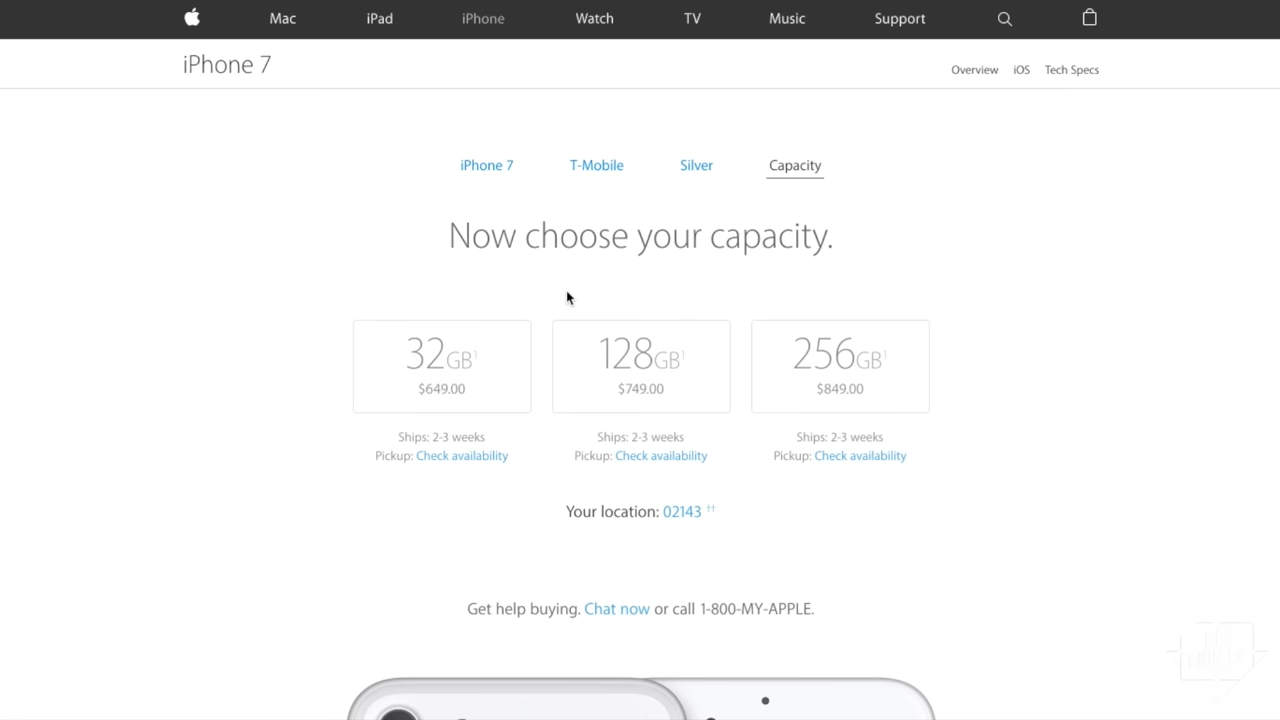 Mac iPad iPhone Watch TV Music Support
iPhone 7
Overview iOS Tech Specs
iPhone 7 T-Mobile Silver Capacity
Now choose your capacity.
32GB¹ 128GB¹ 256GB¹
$649.00 $749.00 $849.00
Ships: 2-3 weeks Ships: 2-3 weeks Ships: 2-3 weeks
Pickup: Check availability Pickup: Check availability Pickup: Check availability
Your location: 02143 ††
Get help buying. Chat now or call 1-800-MY-APPLE.